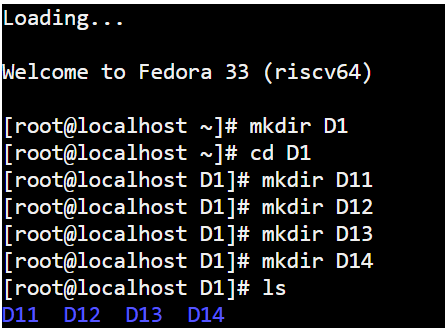 Loading...
Welcome to Fedora 33 (riscv64)
[root@localhost ~]# mkdir D1
[root@localhost ~]# cd D1
[root@localhost D1]# mkdir D11
[root@localhost D1]# mkdir D12
[root@localhost D1]# mkdir D13
[root@localhost D1]# mkdir D14
[root@localhost D1]# ls
D11  D12  D13  D14